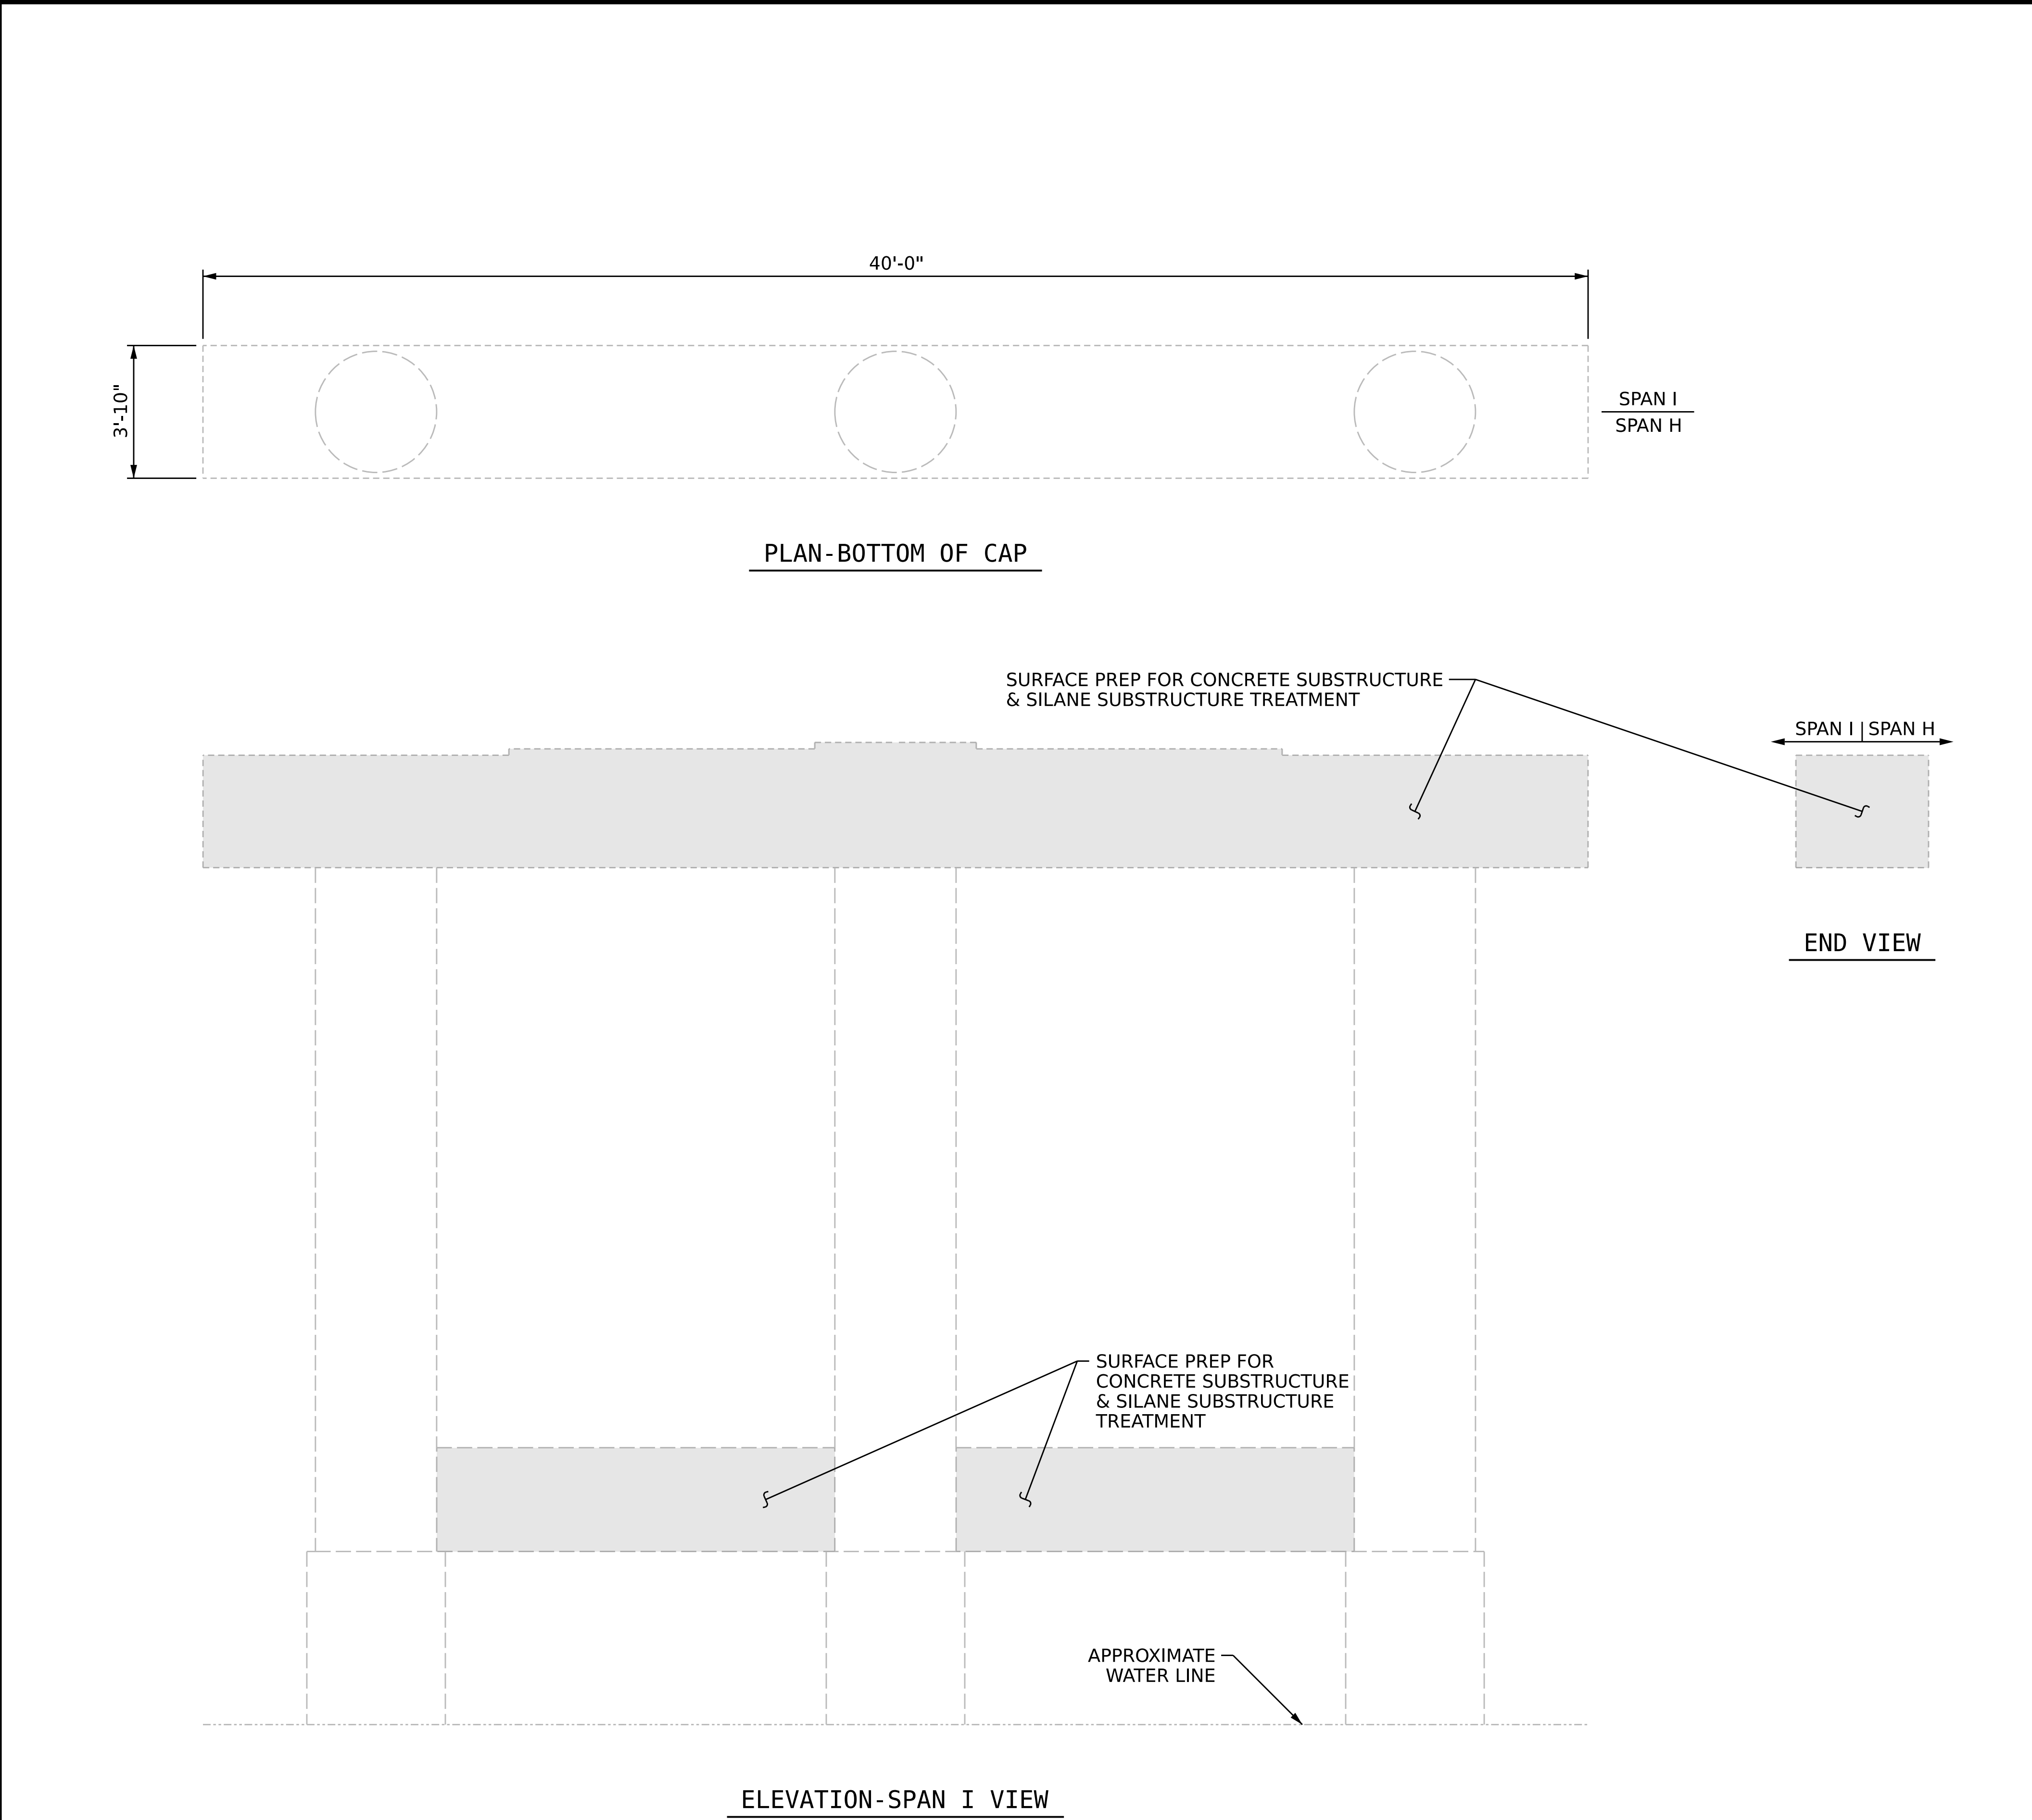 40'-0"
3'-10"
SPAN I
SPAN H
PLAN-BOTTOM OF CAP
SURFACE PREP FOR CONCRETE SUBSTRUCTURE
& SILANE SUBSTRUCTURE TREATMENT
SPAN I SPAN H
END VIEW
SURFACE PREP FOR
CONCRETE SUBSTRUCTURE
& SILANE SUBSTRUCTURE
TREATMENT
APPROXIMATE
WATER LINE
ELEVATION-SPAN I VIEW